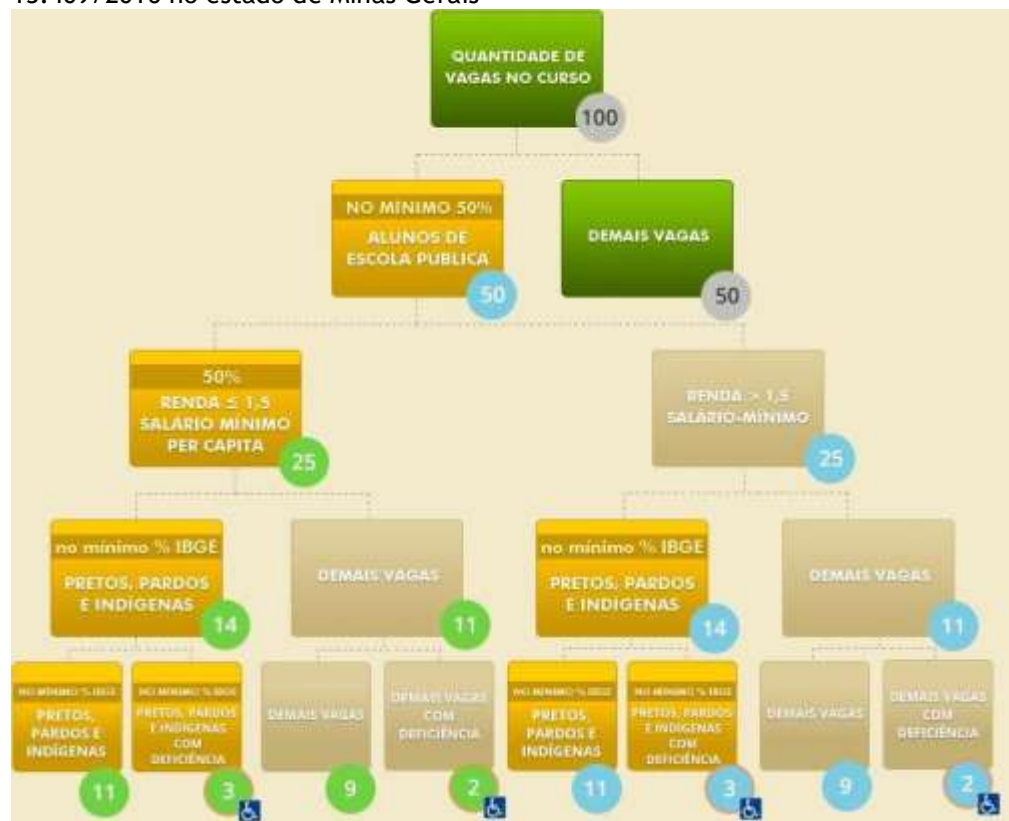 13.409/2016 no estado de Minas Gerais
QUANTIDADE DE
VAGAS NO CURSO
100
NO MÍNIMO 50%
ALUNOS DE
ESCOLA PÚBLICA
50
DEMAIS VAGAS
50
50%
RENDA ≤ 1,5
SALÁRIO MÍNIMO
PER CAPITA
25
RENDA > 1,5
SALÁRIO-MÍNIMO
25
no mínimo % IBGE
PRETOS, PARDOS
E INDÍGENAS
14
DEMAIS VAGAS
11
no mínimo % IBGE
PRETOS, PARDOS
E INDÍGENAS
14
DEMAIS VAGAS
11
NO MÍNIMO % IBGE
PRETOS,
PARDOS E
INDÍGENAS
11
NO MÍNIMO % IBGE
PRETOS, PARDOS
E INDÍGENAS
COM
DEFICIÊNCIA
3
DEMAIS VAGAS
9
DEMAIS VAGAS
COM
DEFICIÊNCIA
2
NO MÍNIMO % IBGE
PRETOS,
PARDOS E
INDÍGENAS
11
NO MÍNIMO % IBGE
PRETOS, PARDOS
E INDÍGENAS
COM
DEFICIÊNCIA
3
DEMAIS VAGAS
9
DEMAIS VAGAS
COM
DEFICIÊNCIA
2